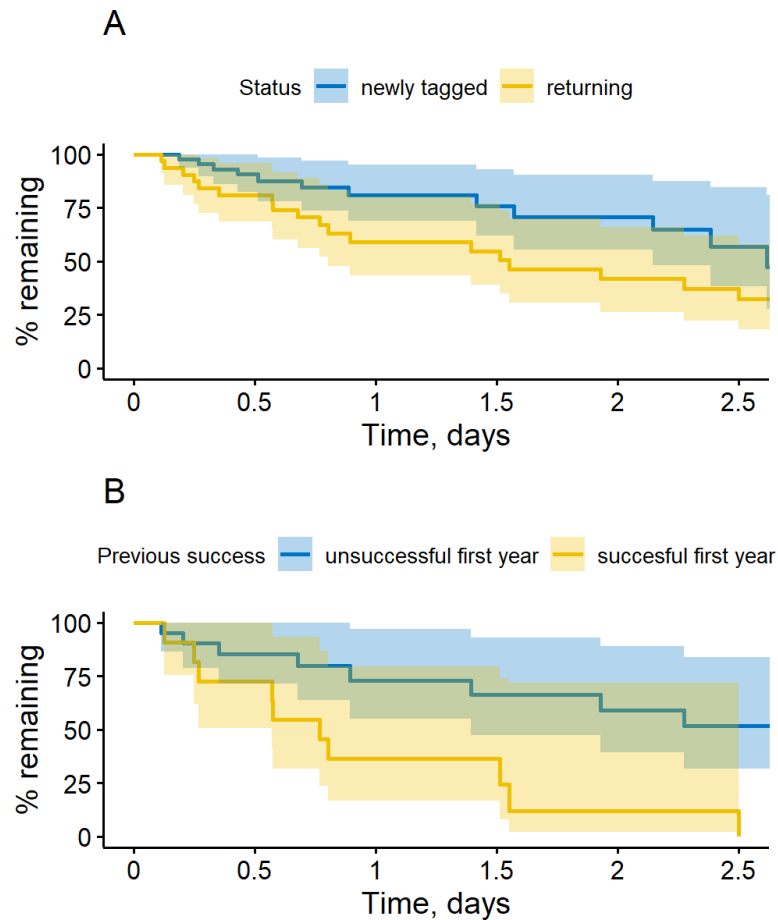 A
Status newly tagged returning
100
75
50
25
0
% remaining
0 0.5 1 1.5 2 2.5
Time, days
B
Previous success unsuccessful first year succesful first year
100
75
50
25
0
% remaining
0 0.5 1 1.5 2 2.5
Time, days